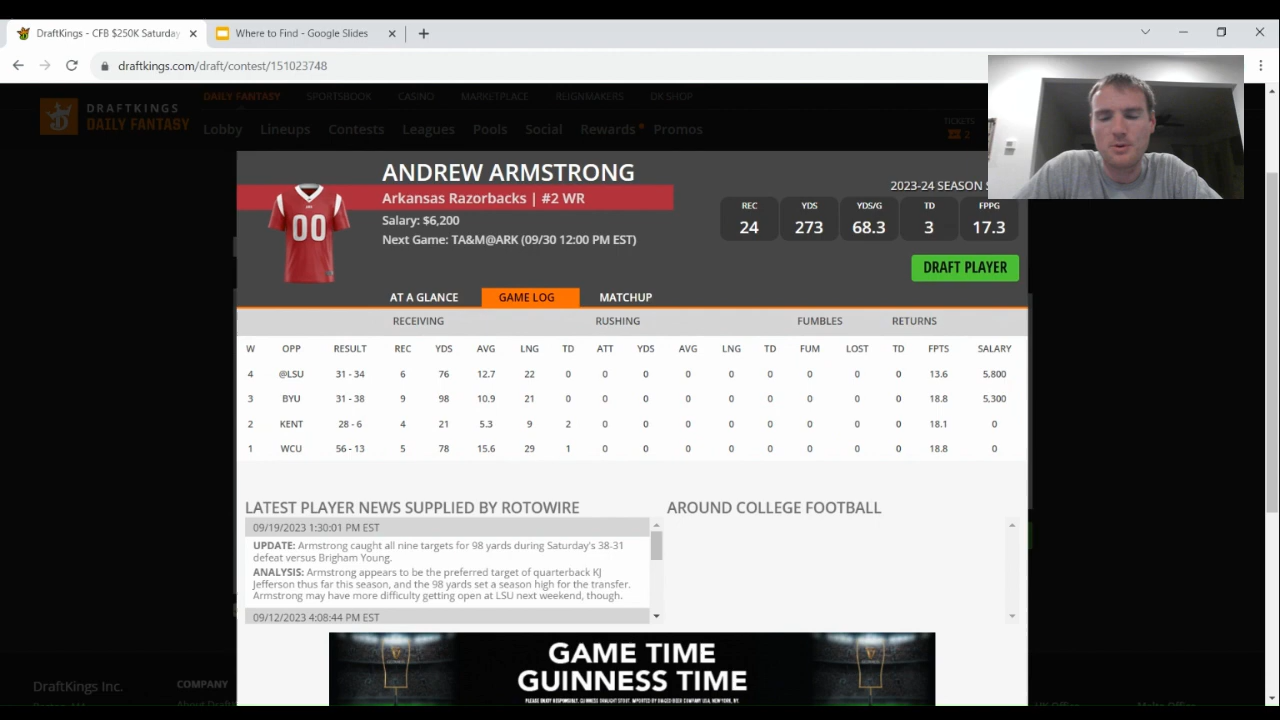 DraftKings - CFB $250K Saturday
Where to Find - Google Slides
draftkings.com/draft/contest/151023748
DRAFTKINGS
DAILY FANTASY
DAILY FANTASY SPORTSBOOK CASINO MARKETPLACE REIGNMAKERS DK SHOP
Lobby Lineups Contests Leagues Pools Social Rewards Promos
TICKETS
2
ANDREW ARMSTRONG
Arkansas Razorbacks | #2 WR
Salary: $6,200
Next Game: TA&M@ARK (09/30 12:00 PM EST)
00
2023-24 SEASON S
REC YDS YDS/G TD FPPG
24 273 68.3 3 17.3
DRAFT PLAYER
AT A GLANCE GAME LOG MATCHUP
RECEIVING RUSHING FUMBLES RETURNS
W OPP RESULT REC YDS AVG LNG TD ATT YDS AVG LNG TD FUM LOST TD FPTS SALARY
4 @LSU 31 - 34 6 76 12.7 22 0 0 0 0 0 0 0 0 0 13.6 5,800
3 BYU 31 - 38 9 98 10.9 21 0 0 0 0 0 0 0 0 0 18.8 5,300
2 KENT 28 - 6 4 21 5.3 9 2 0 0 0 0 0 0 0 0 18.1 0
1 WCU 56 - 13 5 78 15.6 29 1 0 0 0 0 0 0 0 0 18.8 0
LATEST PLAYER NEWS SUPPLIED BY ROTOWIRE
AROUND COLLEGE FOOTBALL
09/19/2023 1:30:01 PM EST
UPDATE: Armstrong caught all nine targets for 98 yards during Saturday's 38-31
defeat versus Brigham Young.
ANALYSIS: Armstrong appears to be the preferred target of quarterback KJ
Jefferson thus far this season, and the 98 yards set a season high for the transfer.
Armstrong may have more difficulty getting open at LSU next weekend, though.
09/12/2023 4:08:44 PM EST
GAME TIME
GUINNESS TIME
DraftKings Inc.
COMPANY